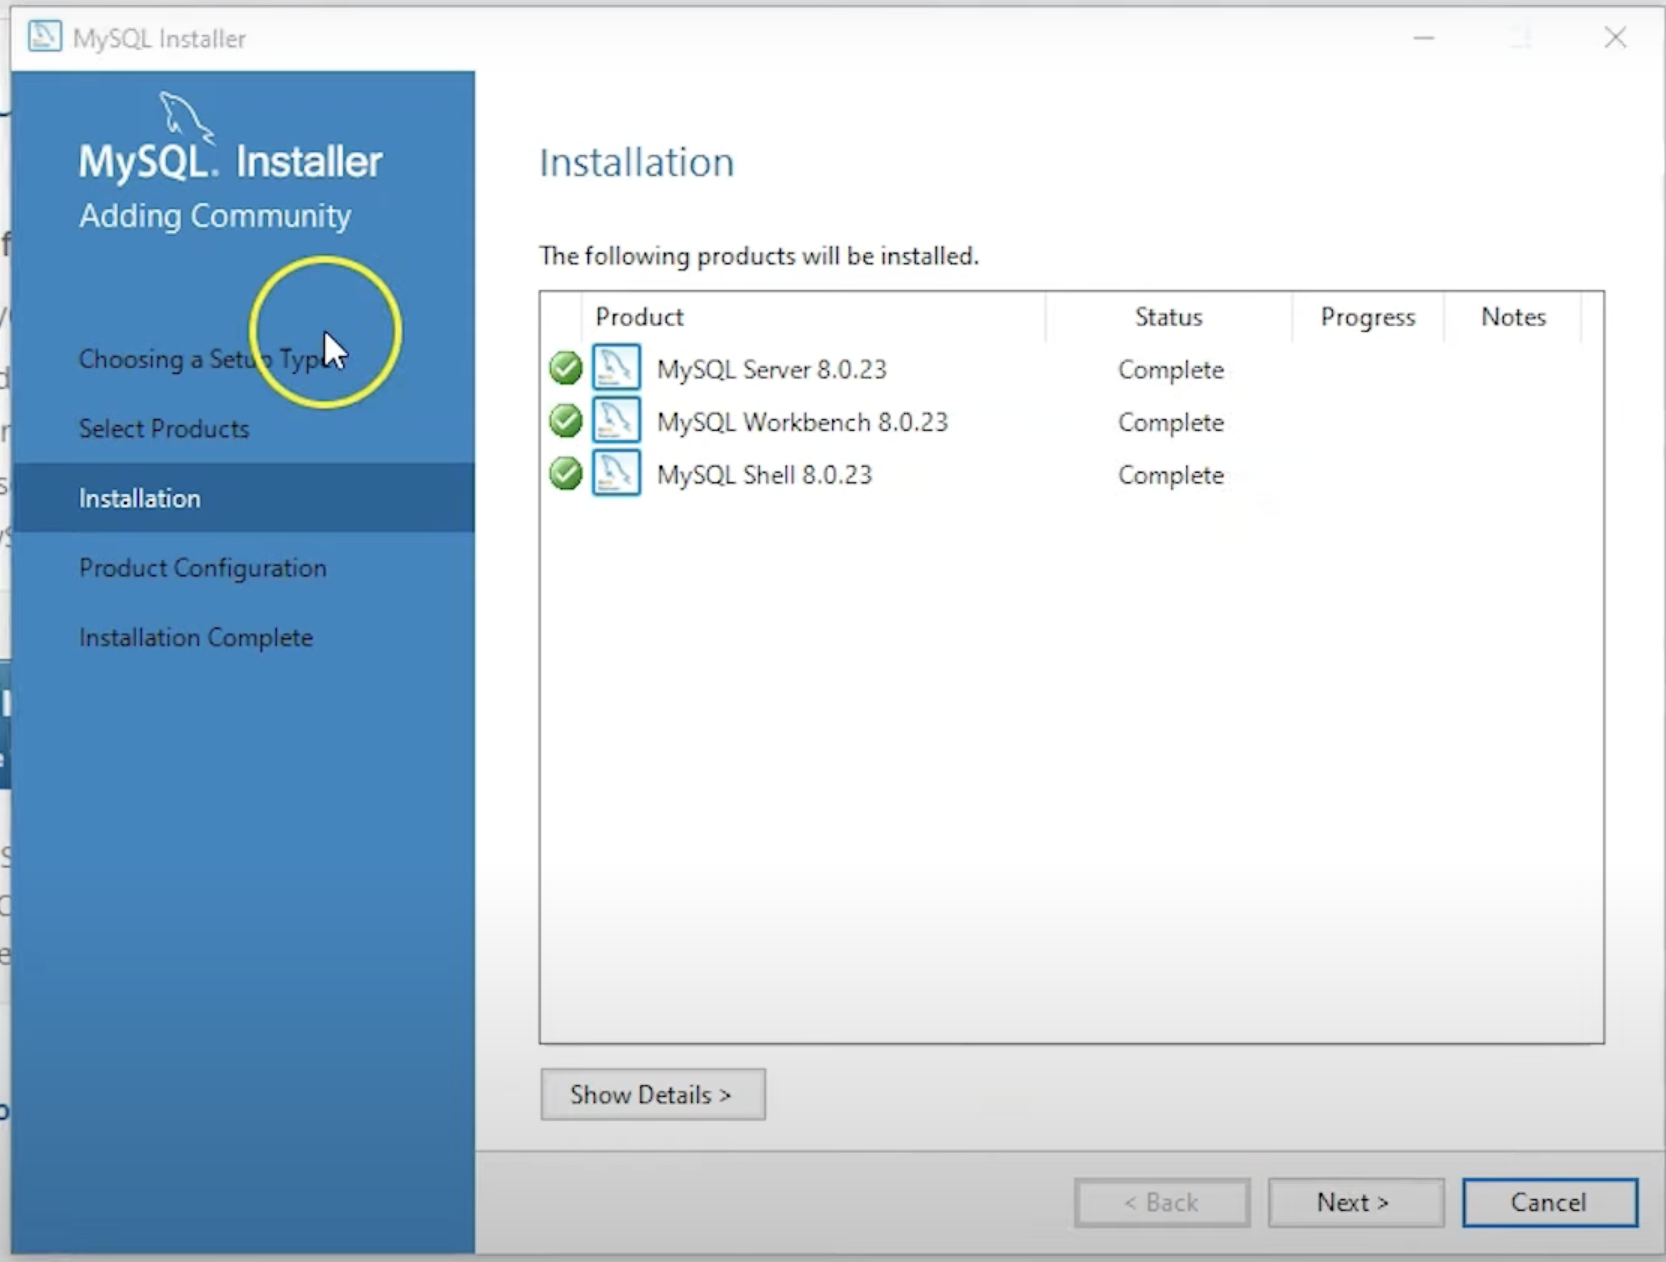 MySQL Installer
MySQL. Installer
Adding Community
Choosing a Setup Type
Select Products
Installation
Product Configuration
Installation Complete
Installation
The following products will be installed.
Product Status Progress Notes
MySQL Server 8.0.23 Complete
MySQL Workbench 8.0.23 Complete
MySQL Shell 8.0.23 Complete
Show Details >
< Back Next > Cancel